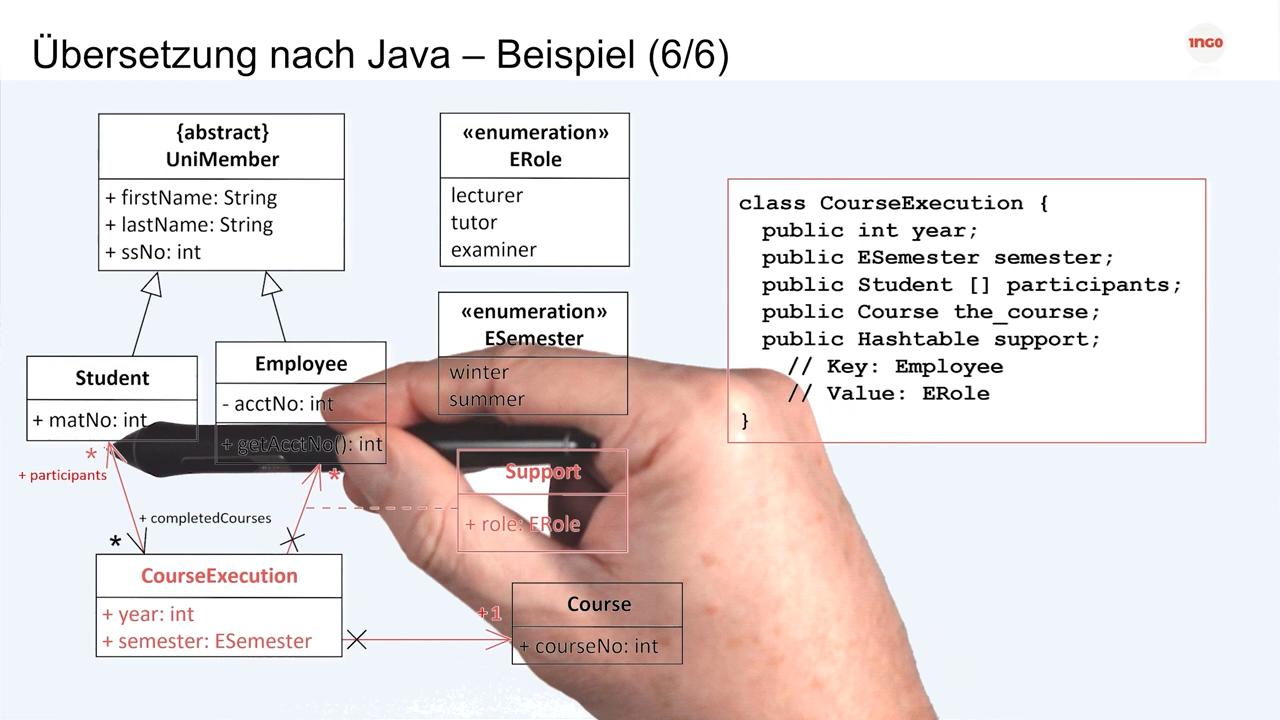 Übersetzung nach Java – Beispiel (6/6)
1NGO
{abstract}
UniMember
+ firstName: String
+ lastName: String
+ ssNo: int
«enumeration»
ERole
lecturer
tutor
examiner
«enumeration»
ESemester
winter
summer
Student
+ matNo: int
Employee
- acctNo: int
+ getAcctNo(): int
*
+ participants
*
Support
+ role: ERole
+ completedCourses
*
CourseExecution
+ year: int
+ semester: ESemester
+1
Course
+ courseNo: int
class CourseExecution {
public int year;
public ESemester semester;
public Student [] participants;
public Course the_course;
public Hashtable support;
// Key: Employee
// Value: ERole
}